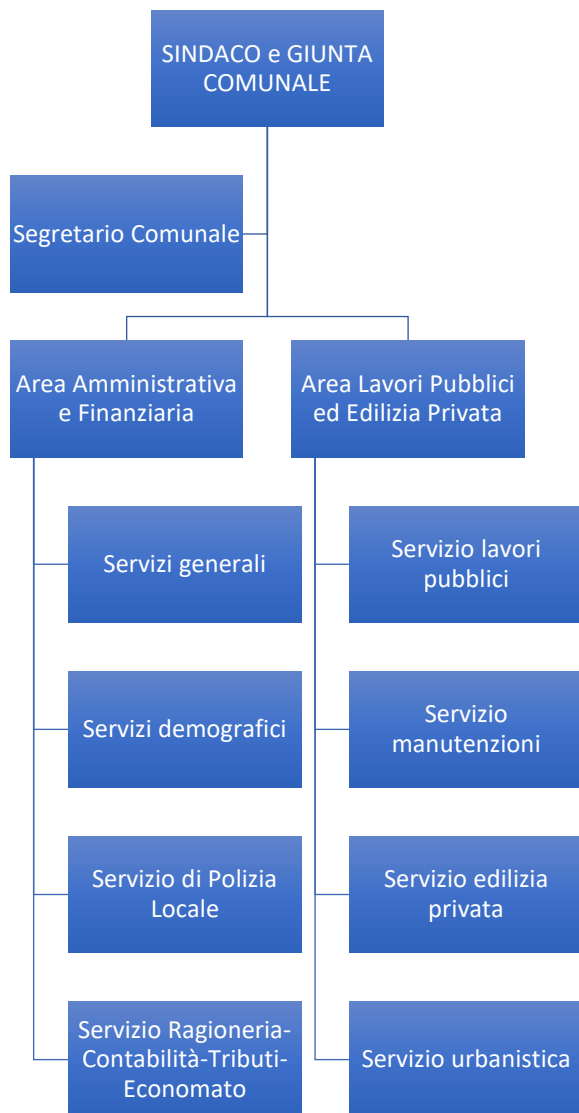 SINDACO e GIUNTA
COMUNALE
Segretario Comunale
Area Amministrativa
e Finanziaria
Area Lavori Pubblici
ed Edilizia Privata
Servizi generali
Servizio lavori
pubblici
Servizi demografici
Servizio
manutenzioni
Servizio di Polizia
Locale
Servizio edilizia
privata
Servizio Ragioneria-
Contabilità-Tributi-
Economato
Servizio urbanistica